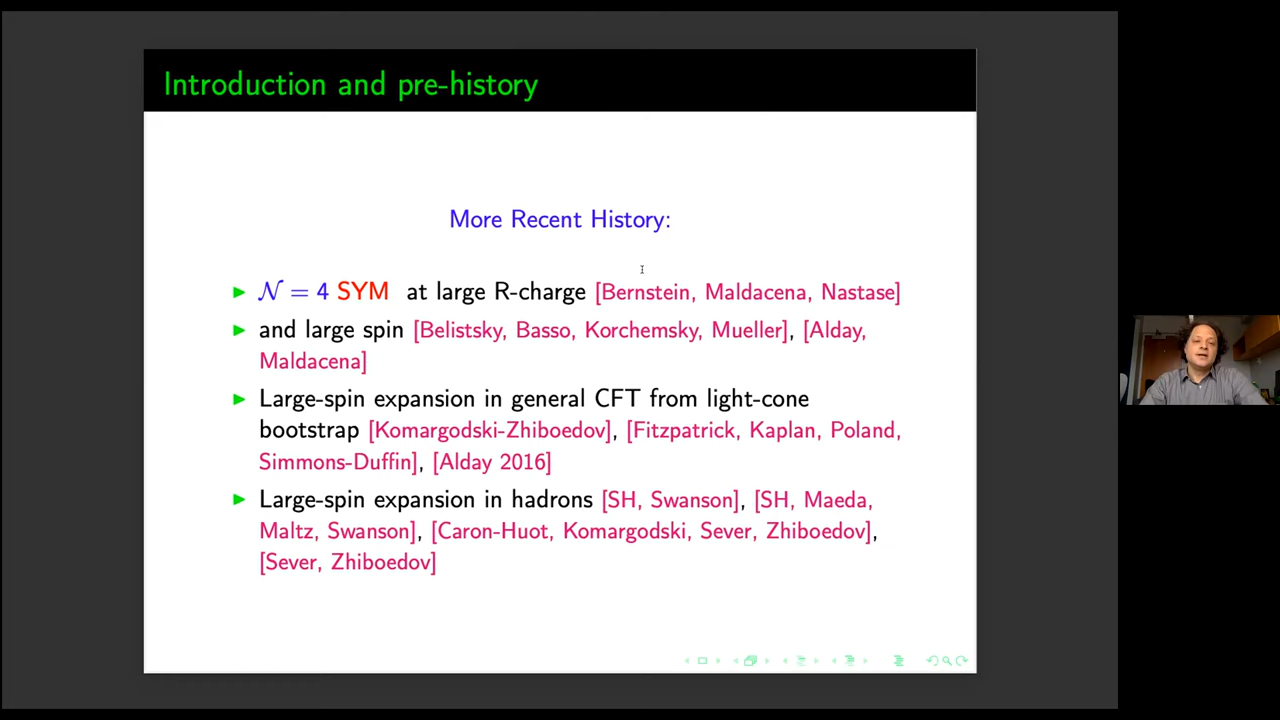 Introduction and pre-history
More Recent History:
► 𝒩 = 4 SYM at large R-charge [Bernstein, Maldacena, Nastase]
► and large spin [Belistsky, Basso, Korchemsky, Mueller], [Alday,
Maldacena]
► Large-spin expansion in general CFT from light-cone
bootstrap [Komargodski-Zhiboedov], [Fitzpatrick, Kaplan, Poland,
Simmons-Duffin], [Alday 2016]
► Large-spin expansion in hadrons [SH, Swanson], [SH, Maeda,
Maltz, Swanson], [Caron-Huot, Komargodski, Sever, Zhiboedov],
[Sever, Zhiboedov]